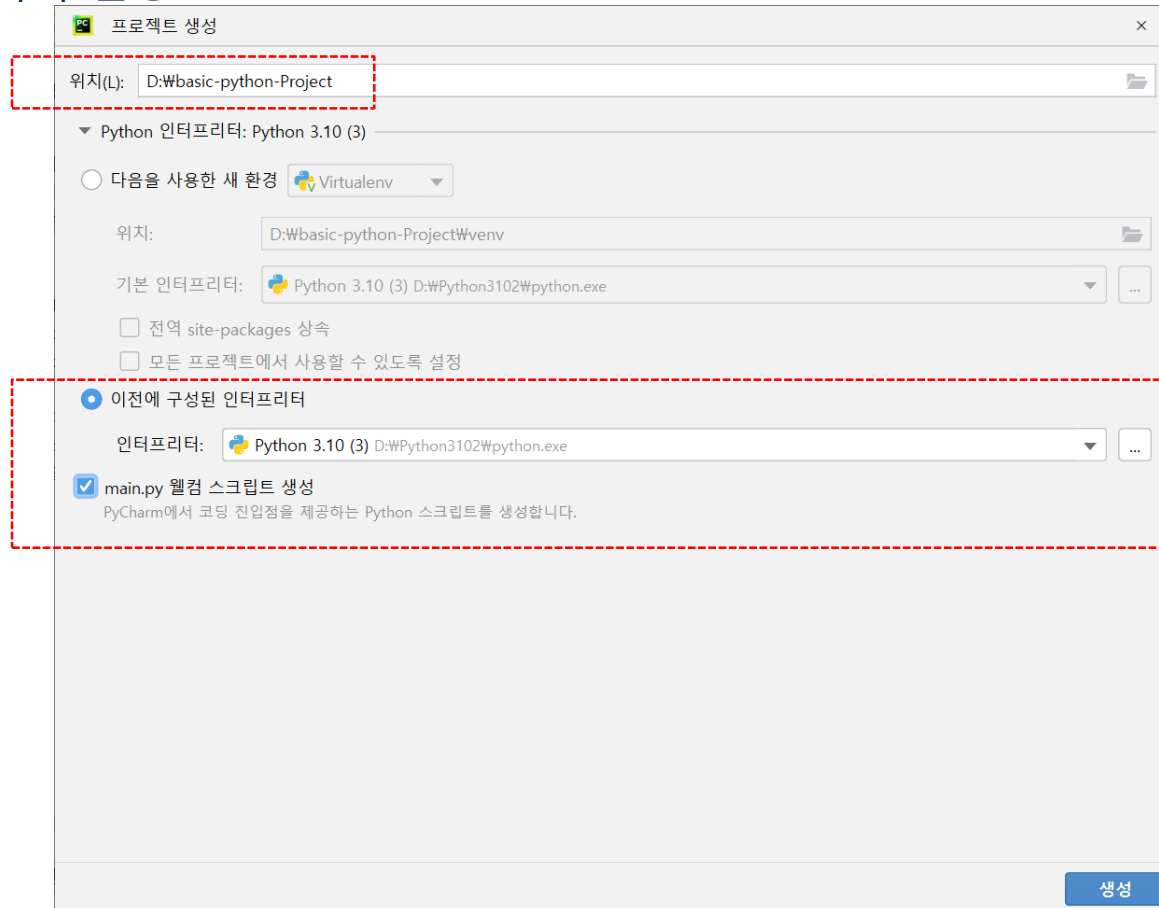 프로젝트 생성
위치(L): D:₩basic-python-Project
Python 인터프리터: Python 3.10 (3)
다음을 사용한 새 환경 Virtualenv
위치: D:₩basic-python-Project₩venv
기본 인터프리터: Python 3.10 (3) D:₩Python3102₩python.exe ...
전역 site-packages 상속
모든 프로젝트에서 사용할 수 있도록 설정
이전에 구성된 인터프리터
인터프리터: Python 3.10 (3) D:₩Python3102₩python.exe ...
main.py 웰컴 스크립트 생성
PyCharm에서 코딩 진입점을 제공하는 Python 스크립트를 생성합니다.
생성